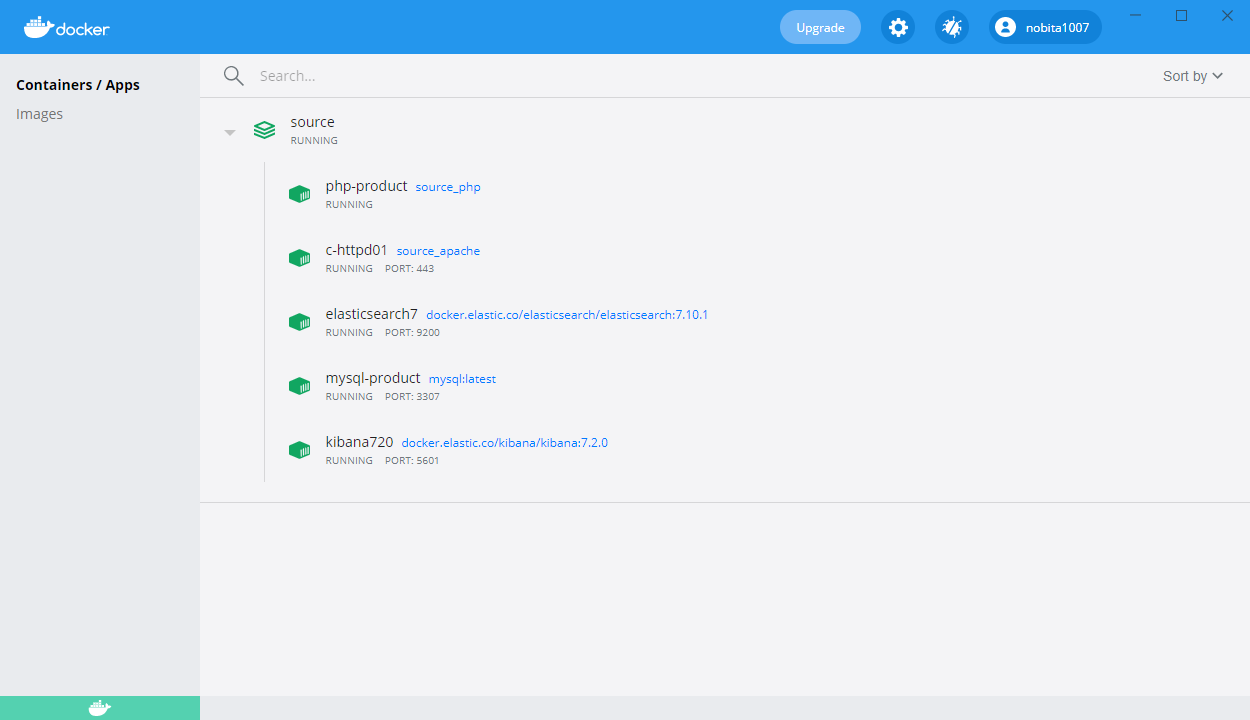 docker
Upgrade
nobita1007
Containers / Apps
Images
Search...
Sort by
source
RUNNING
php-product source_php
RUNNING
c-httpd01 source_apache
RUNNING PORT: 443
elasticsearch7 docker.elastic.co/elasticsearch/elasticsearch:7.10.1
RUNNING PORT: 9200
mysql-product mysql:latest
RUNNING PORT: 3307
kibana720 docker.elastic.co/kibana/kibana:7.2.0
RUNNING PORT: 5601